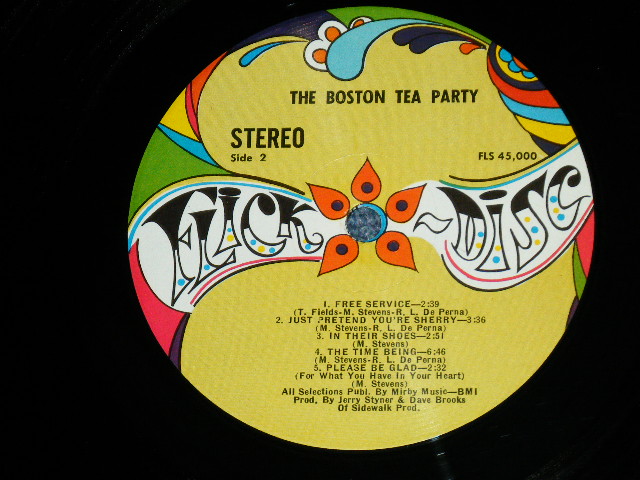 THE BOSTON TEA PARTY
STEREO
Side 2
FLS 45,000
FLICK-DISC
1. FREE SERVICE—2:39
(T. Fields-M. Stevens-R. L. De Perna)
2. JUST PRETEND YOU'RE SHERRY—3:36
(M. Stevens-R. L. De Perna)
3. IN THEIR SHOES—2:51
(M. Stevens)
4. THE TIME BEING—6:46
(M. Stevens-R. L. De Perna)
5. PLEASE BE GLAD—2:32
(For What You Have In Your Heart)
(M. Stevens)
All Selections Publ. By Mirby Music—BMI
Prod. By Jerry Styner & Dave Brooks
Of Sidewalk Prod.